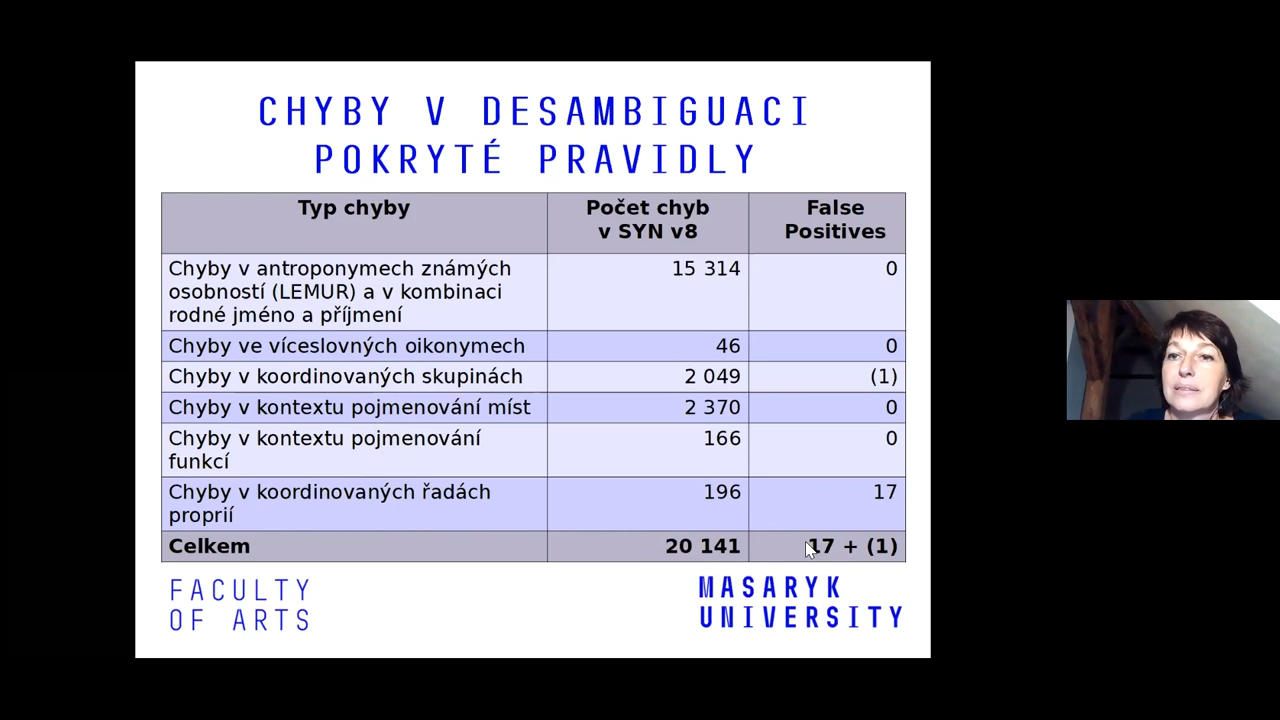 CHYBY V DESAMBIGUACI
POKRYTÉ PRAVIDLY
Typ chyby
Počet chyb
v SYN v8
False
Positives
Chyby v antroponymech známých
osobností (LEMUR) a v kombinaci
rodné jméno a příjmení
15 314
0
Chyby ve víceslovných oikonymech
46
0
Chyby v koordinovaných skupinách
2 049
(1)
Chyby v kontextu pojmenování míst
2 370
0
Chyby v kontextu pojmenování
funkcí
166
0
Chyby v koordinovaných řadách
proprií
196
17
Celkem
20 141
17 + (1)
FACULTY
OF ARTS
MASARYK
UNIVERSITY